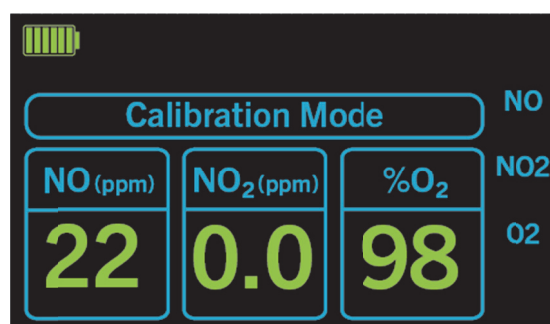 Calibration Mode
NO
NO (ppm)
NO₂ (ppm)
%O₂
NO2
22
0.0
98
O2